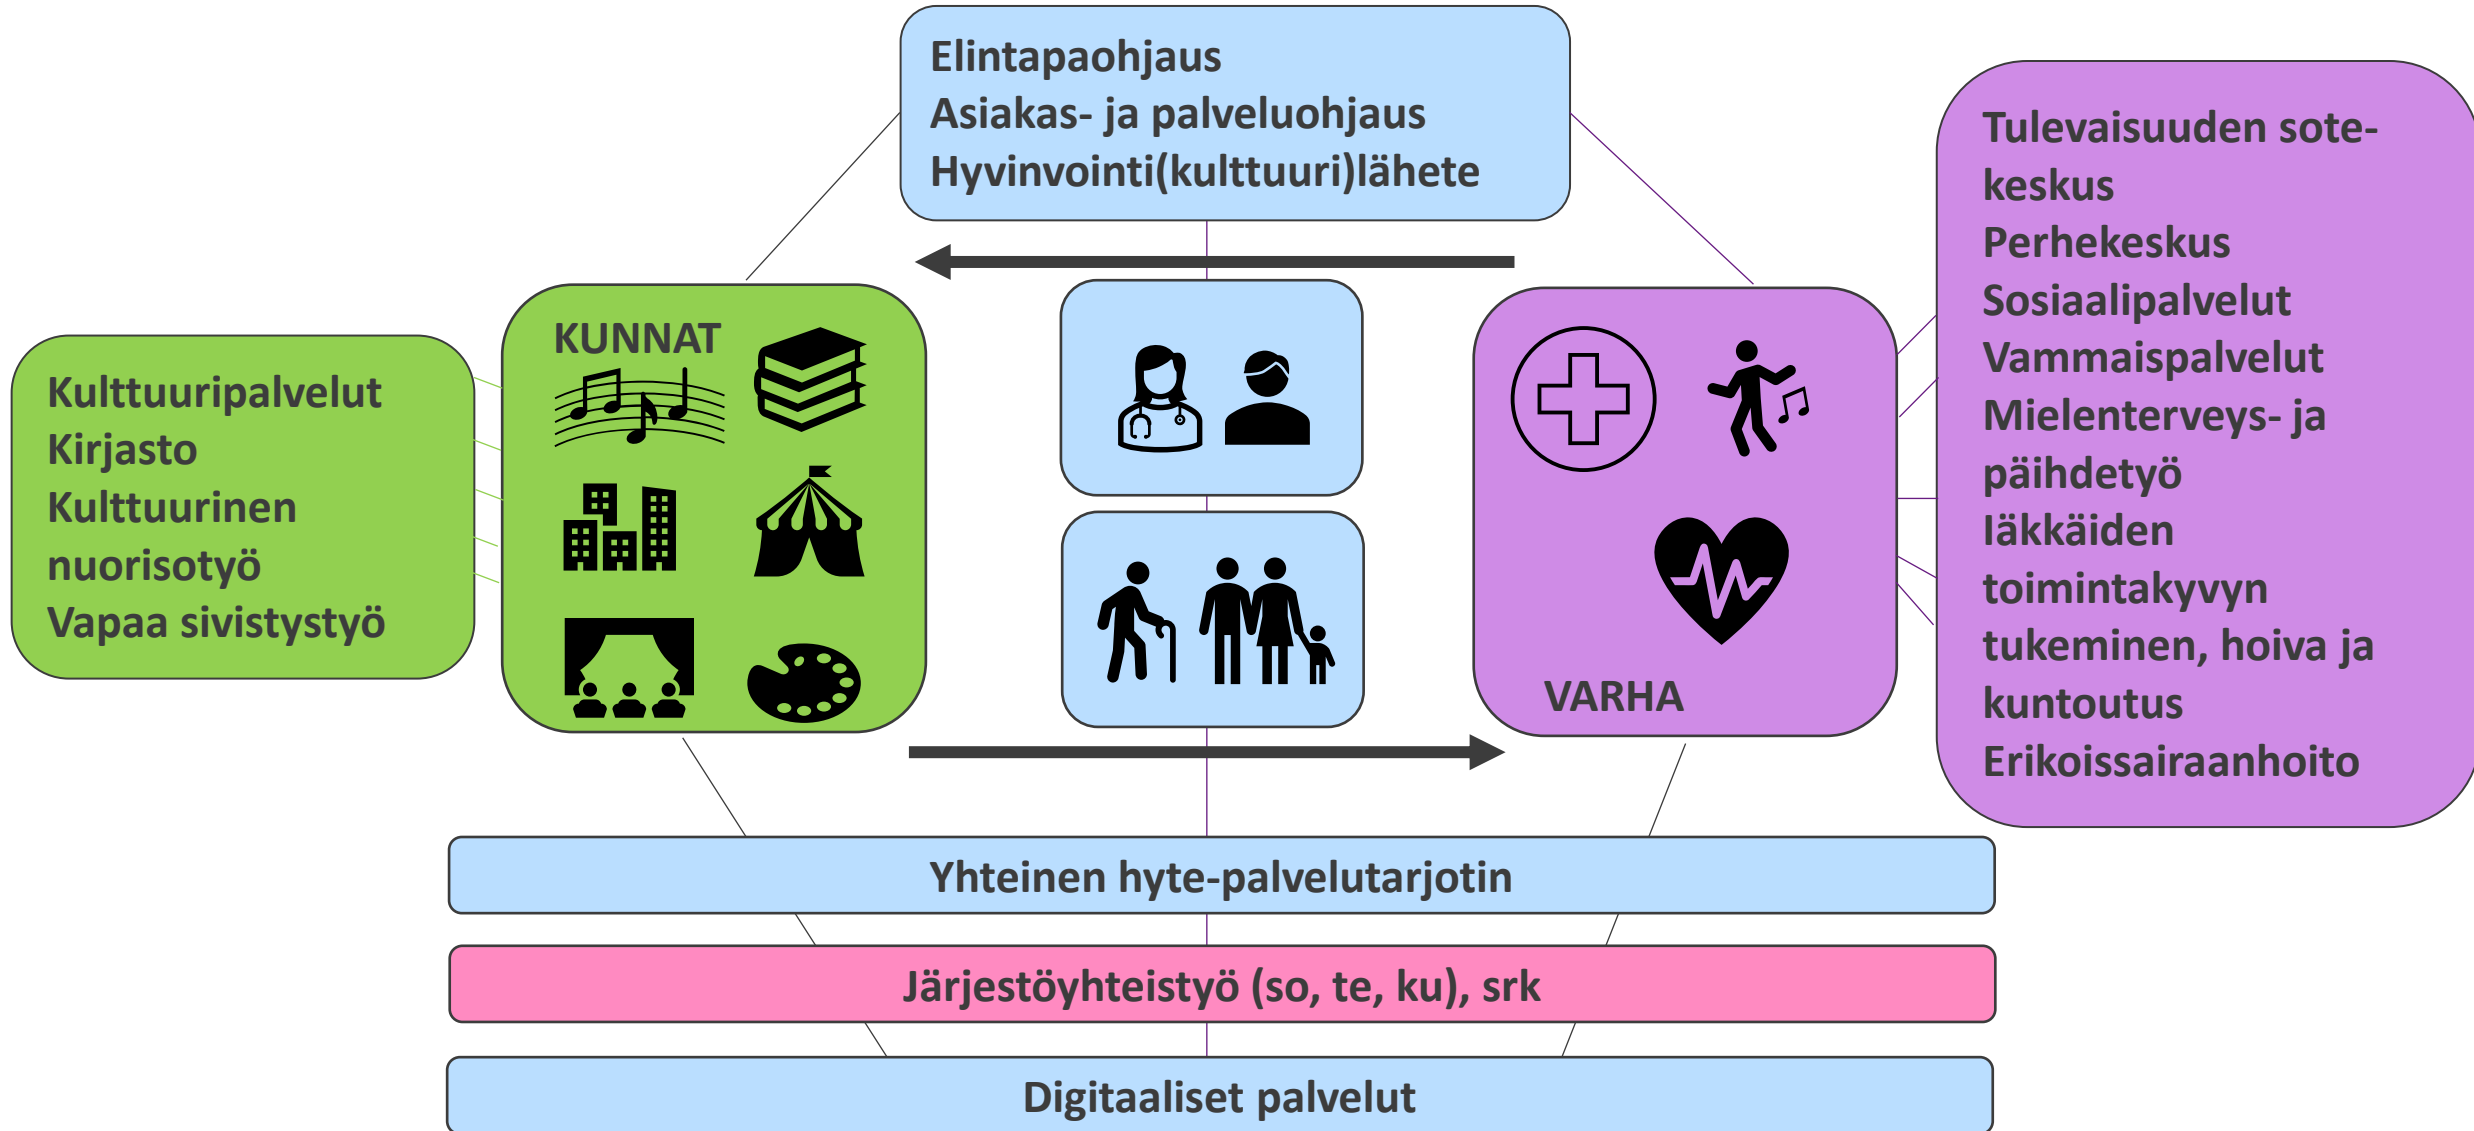 Elintapaohjaus
Asiakas- ja palveluohjaus
Hyvinvointi(kulttuuri)lähete
Kulttuuripalvelut
Kirjasto
Kulttuurinen
nuorisotyö
Vapaa sivistystyö
KUNNAT
VARHA
Tulevaisuuden sote-
keskus
Perhekeskus
Sosiaalipalvelut
Vammaispalvelut
Mielenterveys- ja
päihdetyö
Iäkkäiden
toimintakyvyn
tukeminen, hoiva ja
kuntoutus
Erikoissairaanhoito
Yhteinen hyte-palvelutarjotin
Järjestöyhteistyö (so, te, ku), srk
Digitaaliset palvelut